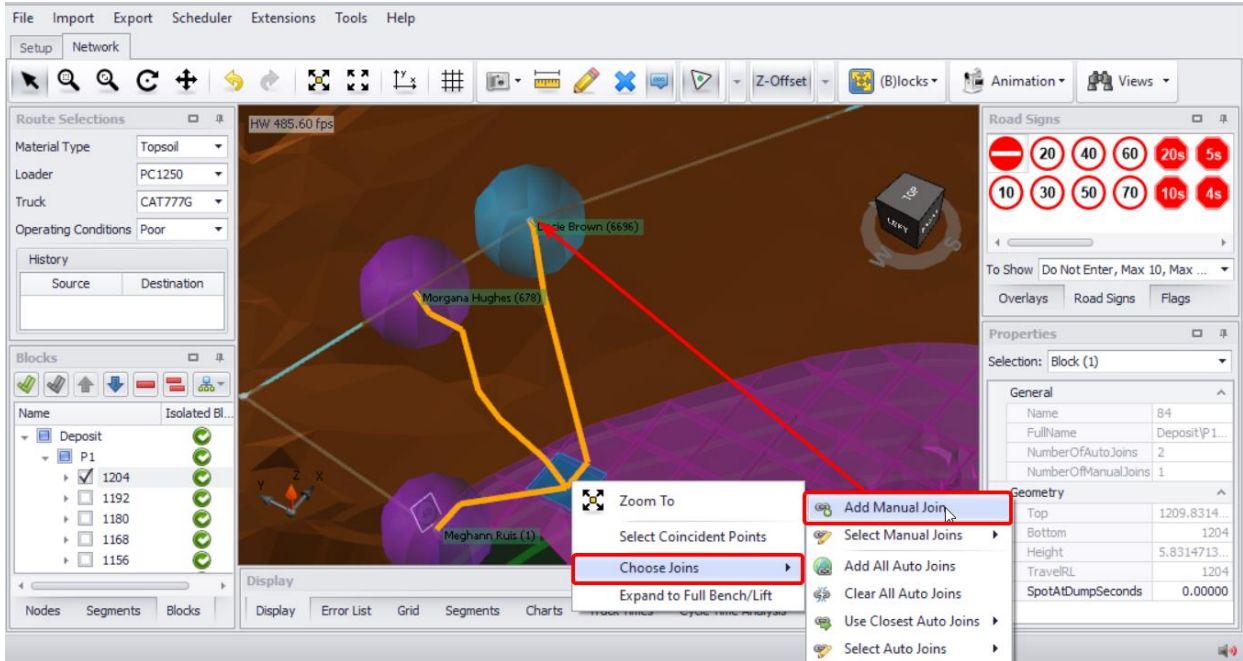 File Import Export Scheduler Extensions Tools Help
Setup Network
Z-Offset (B)locks Animation Views
Route Selections
Material Type Topsoil
Loader PC1250
Truck CAT777G
Operating Conditions Poor
History
Source Destination
Blocks
Name Isolated Bl...
Deposit
P1
1204
1192
1180
1168
1156
Nodes Segments Blocks
HW 485.60 fps
Brown (6696)
Morgana Hughes (678)
Meghann Ruis (1)
TOP
LEFT
W S
Z
Y X
Zoom To
Select Coincident Points
Choose Joins
Expand to Full Bench/Lift
Add Manual Join
Select Manual Joins
Add All Auto Joins
Clear All Auto Joins
Use Closest Auto Joins
Select Auto Joins
Display
Display Error List Grid Segments Charts
Road Signs
20 40 60 20s 5s
10 30 50 70 10s 4s
To Show Do Not Enter, Max 10, Max ...
Overlays Road Signs Flags
Properties
Selection: Block (1)
General
Name 84
FullName Deposit\P1...
NumberOfAutoJoins 2
NumberOfManualJoins 1
Geometry
Top 1209.8314...
Bottom 1204
Height 5.8314713...
TravelRL 1204
SpotAtDumpSeconds 0.00000